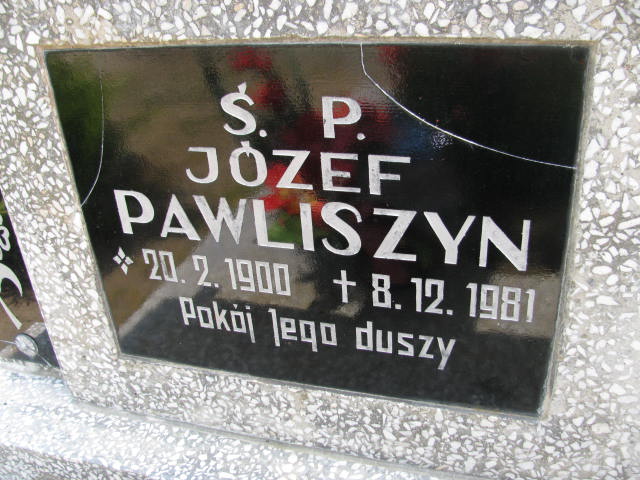 Ś. P.
JÓZEF
PAWLISZYN
20. 2. 1900 † 8. 12. 1981
Pokój Jego duszy